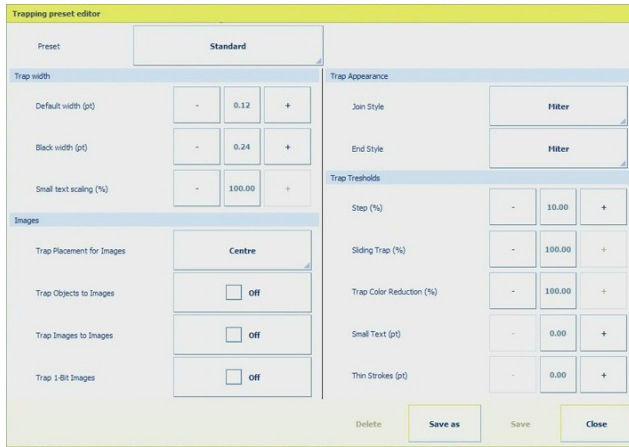 Trapping preset editor
Preset
Standard
Trap width
Default width (pt)
-
0.12
+
Black width (pt)
-
0.24
+
Small text scaling (%)
-
100.00
+
Images
Trap Placement for Images
Centre
Trap Objects to Images
Off
Trap Images to Images
Off
Trap 1-Bit Images
Off
Trap Appearance
Join Style
Miter
End Style
Miter
Trap Tresholds
Step (%)
-
10.00
+
Sliding Trap (%)
-
100.00
+
Trap Color Reduction (%)
-
100.00
+
Small Text (pt)
-
0.00
+
Thin Strokes (pt)
-
0.00
+
Delete
Save as
Save
Close